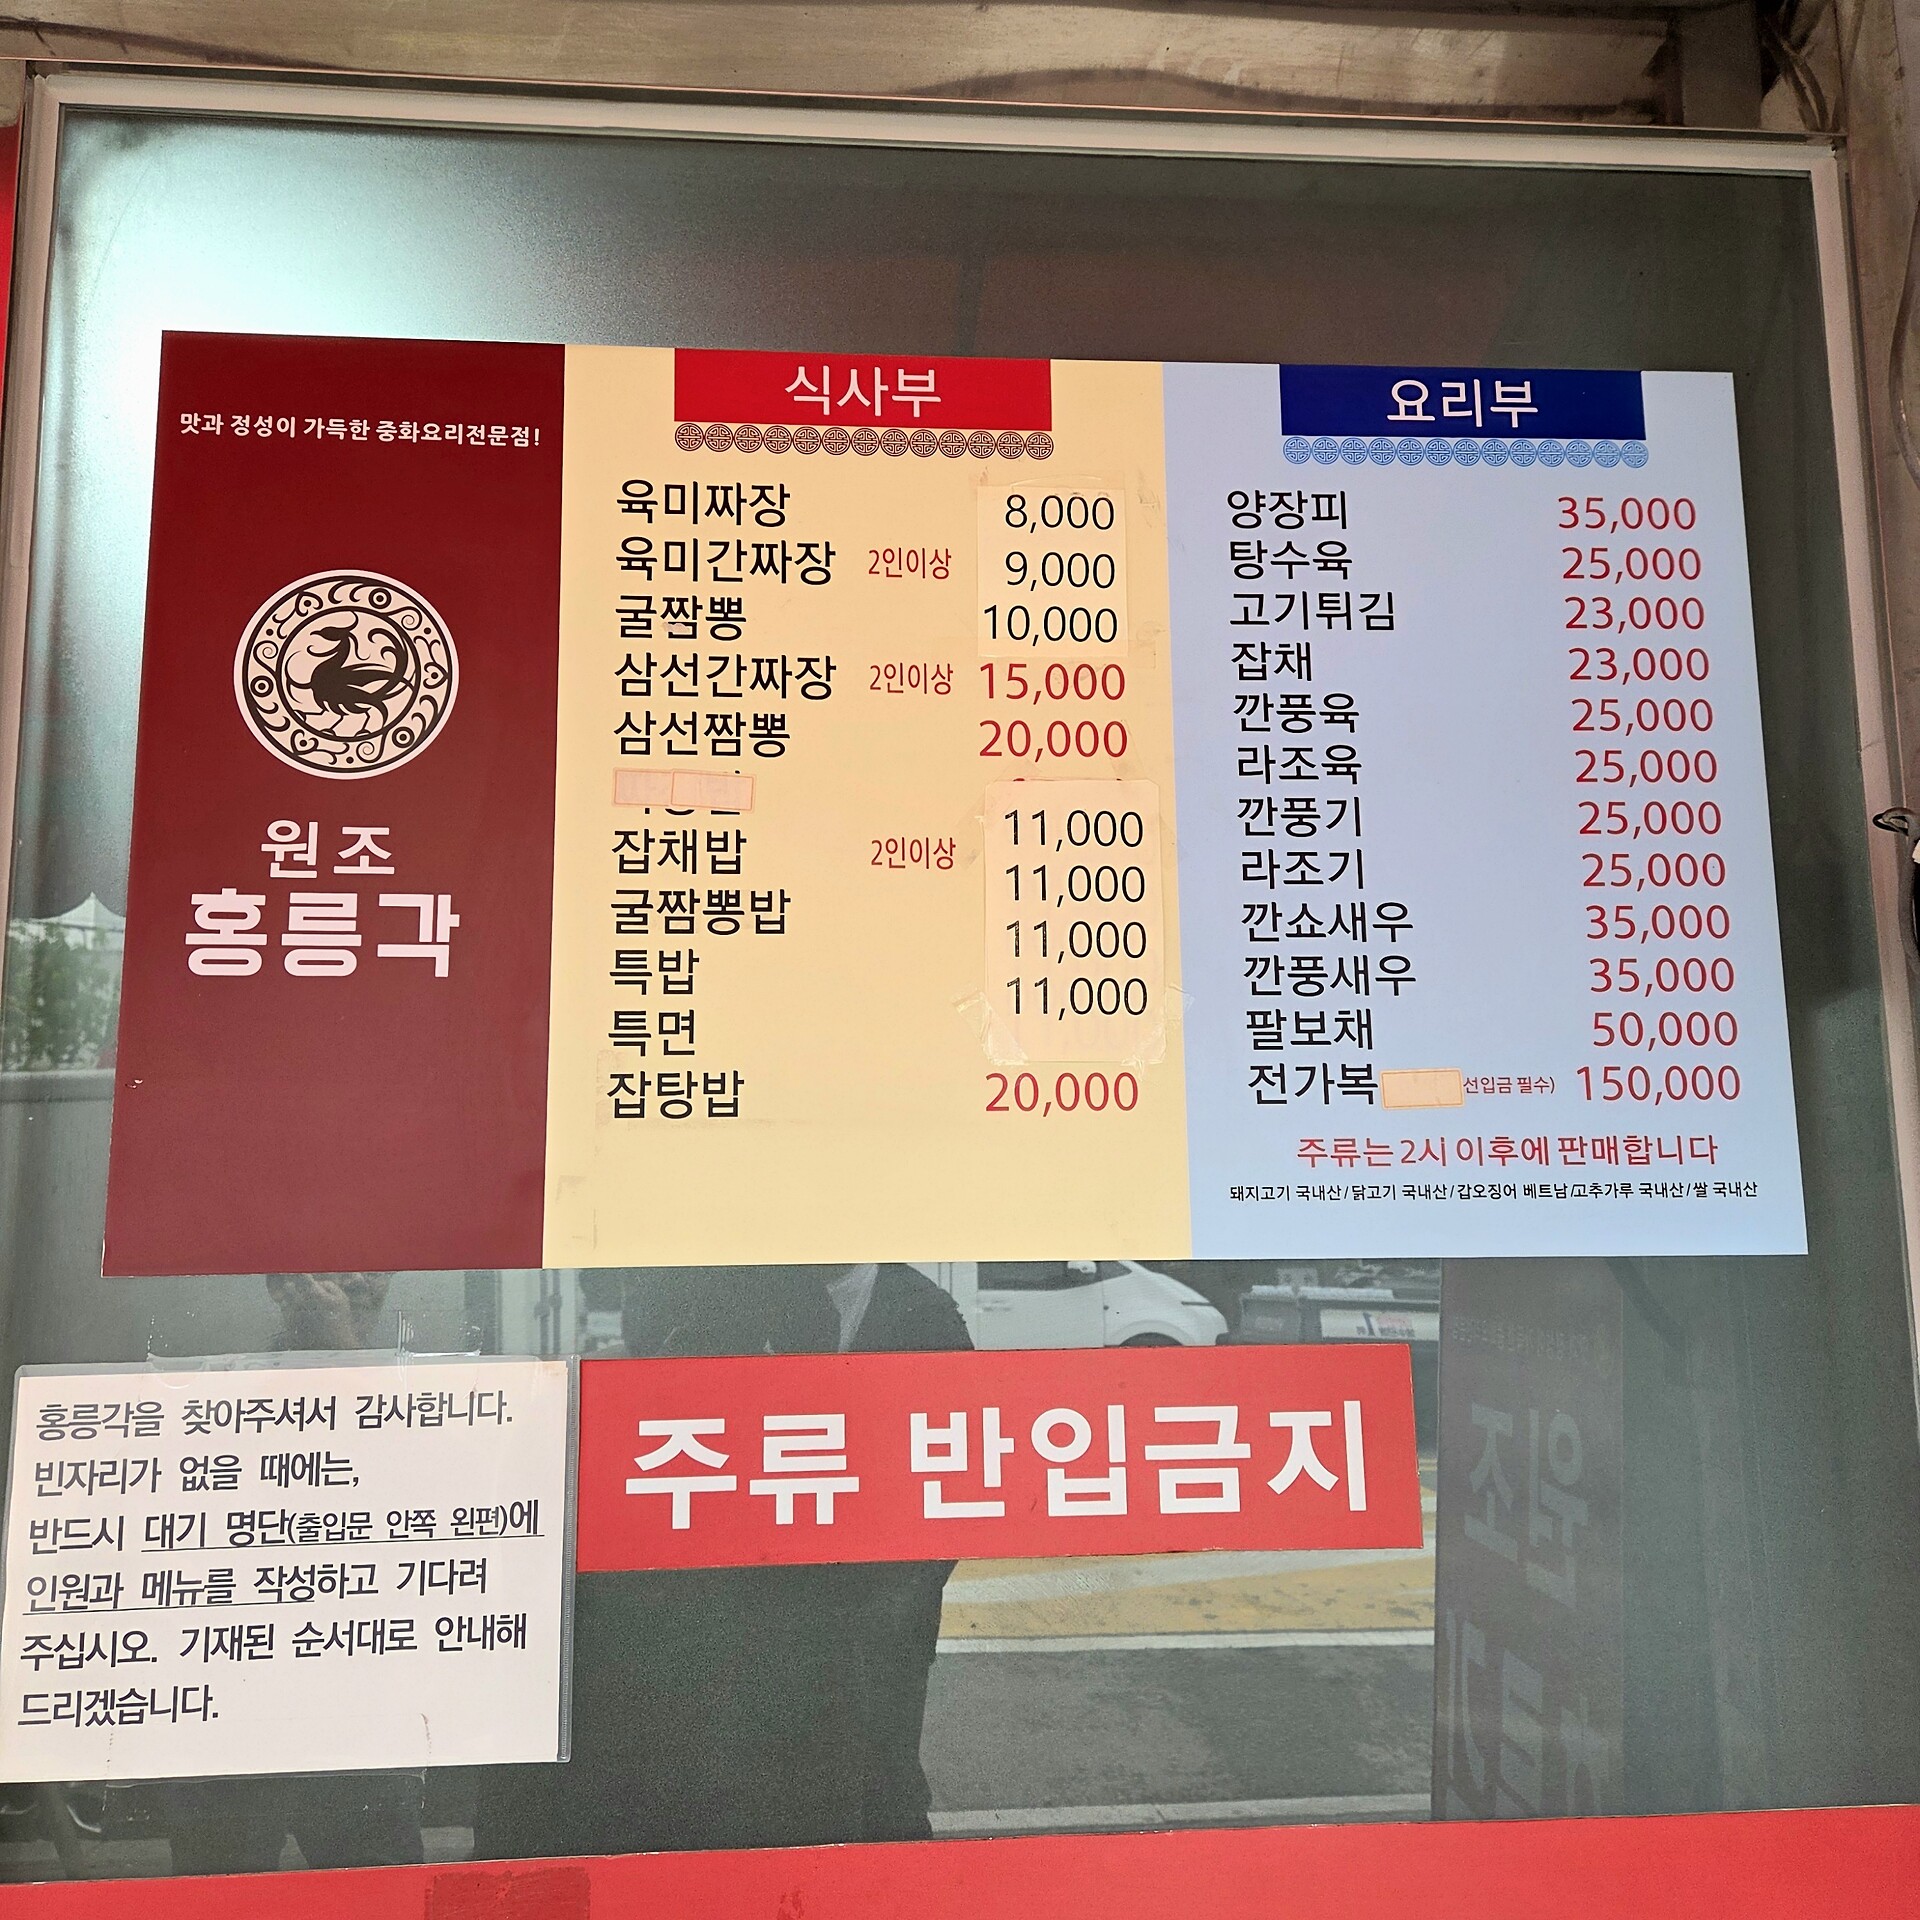 맛과 정성이 가득한 중화요리전문점!
원조
홍릉각
식사부
육미짜장 8,000
육미간짜장 2인이상 9,000
굴짬뽕 10,000
삼선간짜장 2인이상 15,000
삼선짬뽕 20,000
잡채밥 2인이상 11,000
굴짬뽕밥 11,000
특밥 11,000
특면 11,000
잡탕밥 20,000
요리부
양장피 35,000
탕수육 25,000
고기튀김 23,000
잡채 23,000
깐풍육 25,000
라조육 25,000
깐풍기 25,000
라조기 25,000
깐쇼새우 35,000
깐풍새우 35,000
팔보채 50,000
전가복 선입금 필수) 150,000
주류는 2시 이후에 판매합니다
돼지고기 국내산/닭고기 국내산/갑오징어 베트남/고추가루 국내산/쌀 국내산
홍릉각을 찾아주셔서 감사합니다.
빈자리가 없을 때에는,
반드시 대기 명단(출입문 안쪽 왼편)에
인원과 메뉴를 작성하고 기다려
주십시오. 기재된 순서대로 안내해
드리겠습니다.
주류 반입금지